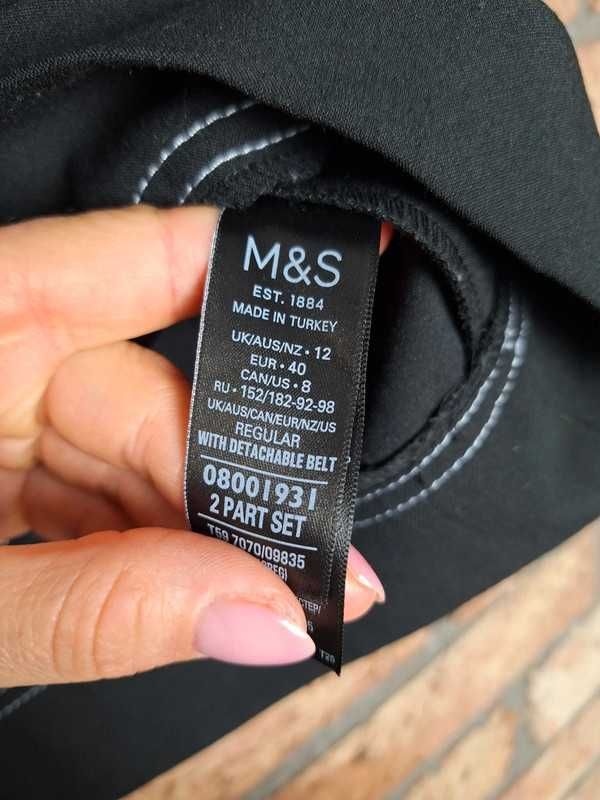 M&S
EST. 1884
MADE IN TURKEY
UK/AUS/NZ • 12
EUR • 40
CAN/US • 8
RU • 152/182-92-98
UK/AUS/CAN/EUR/NZ/US
REGULAR
WITH DETACHABLE BELT
08001931
2 PART SET
T59 7070/09835